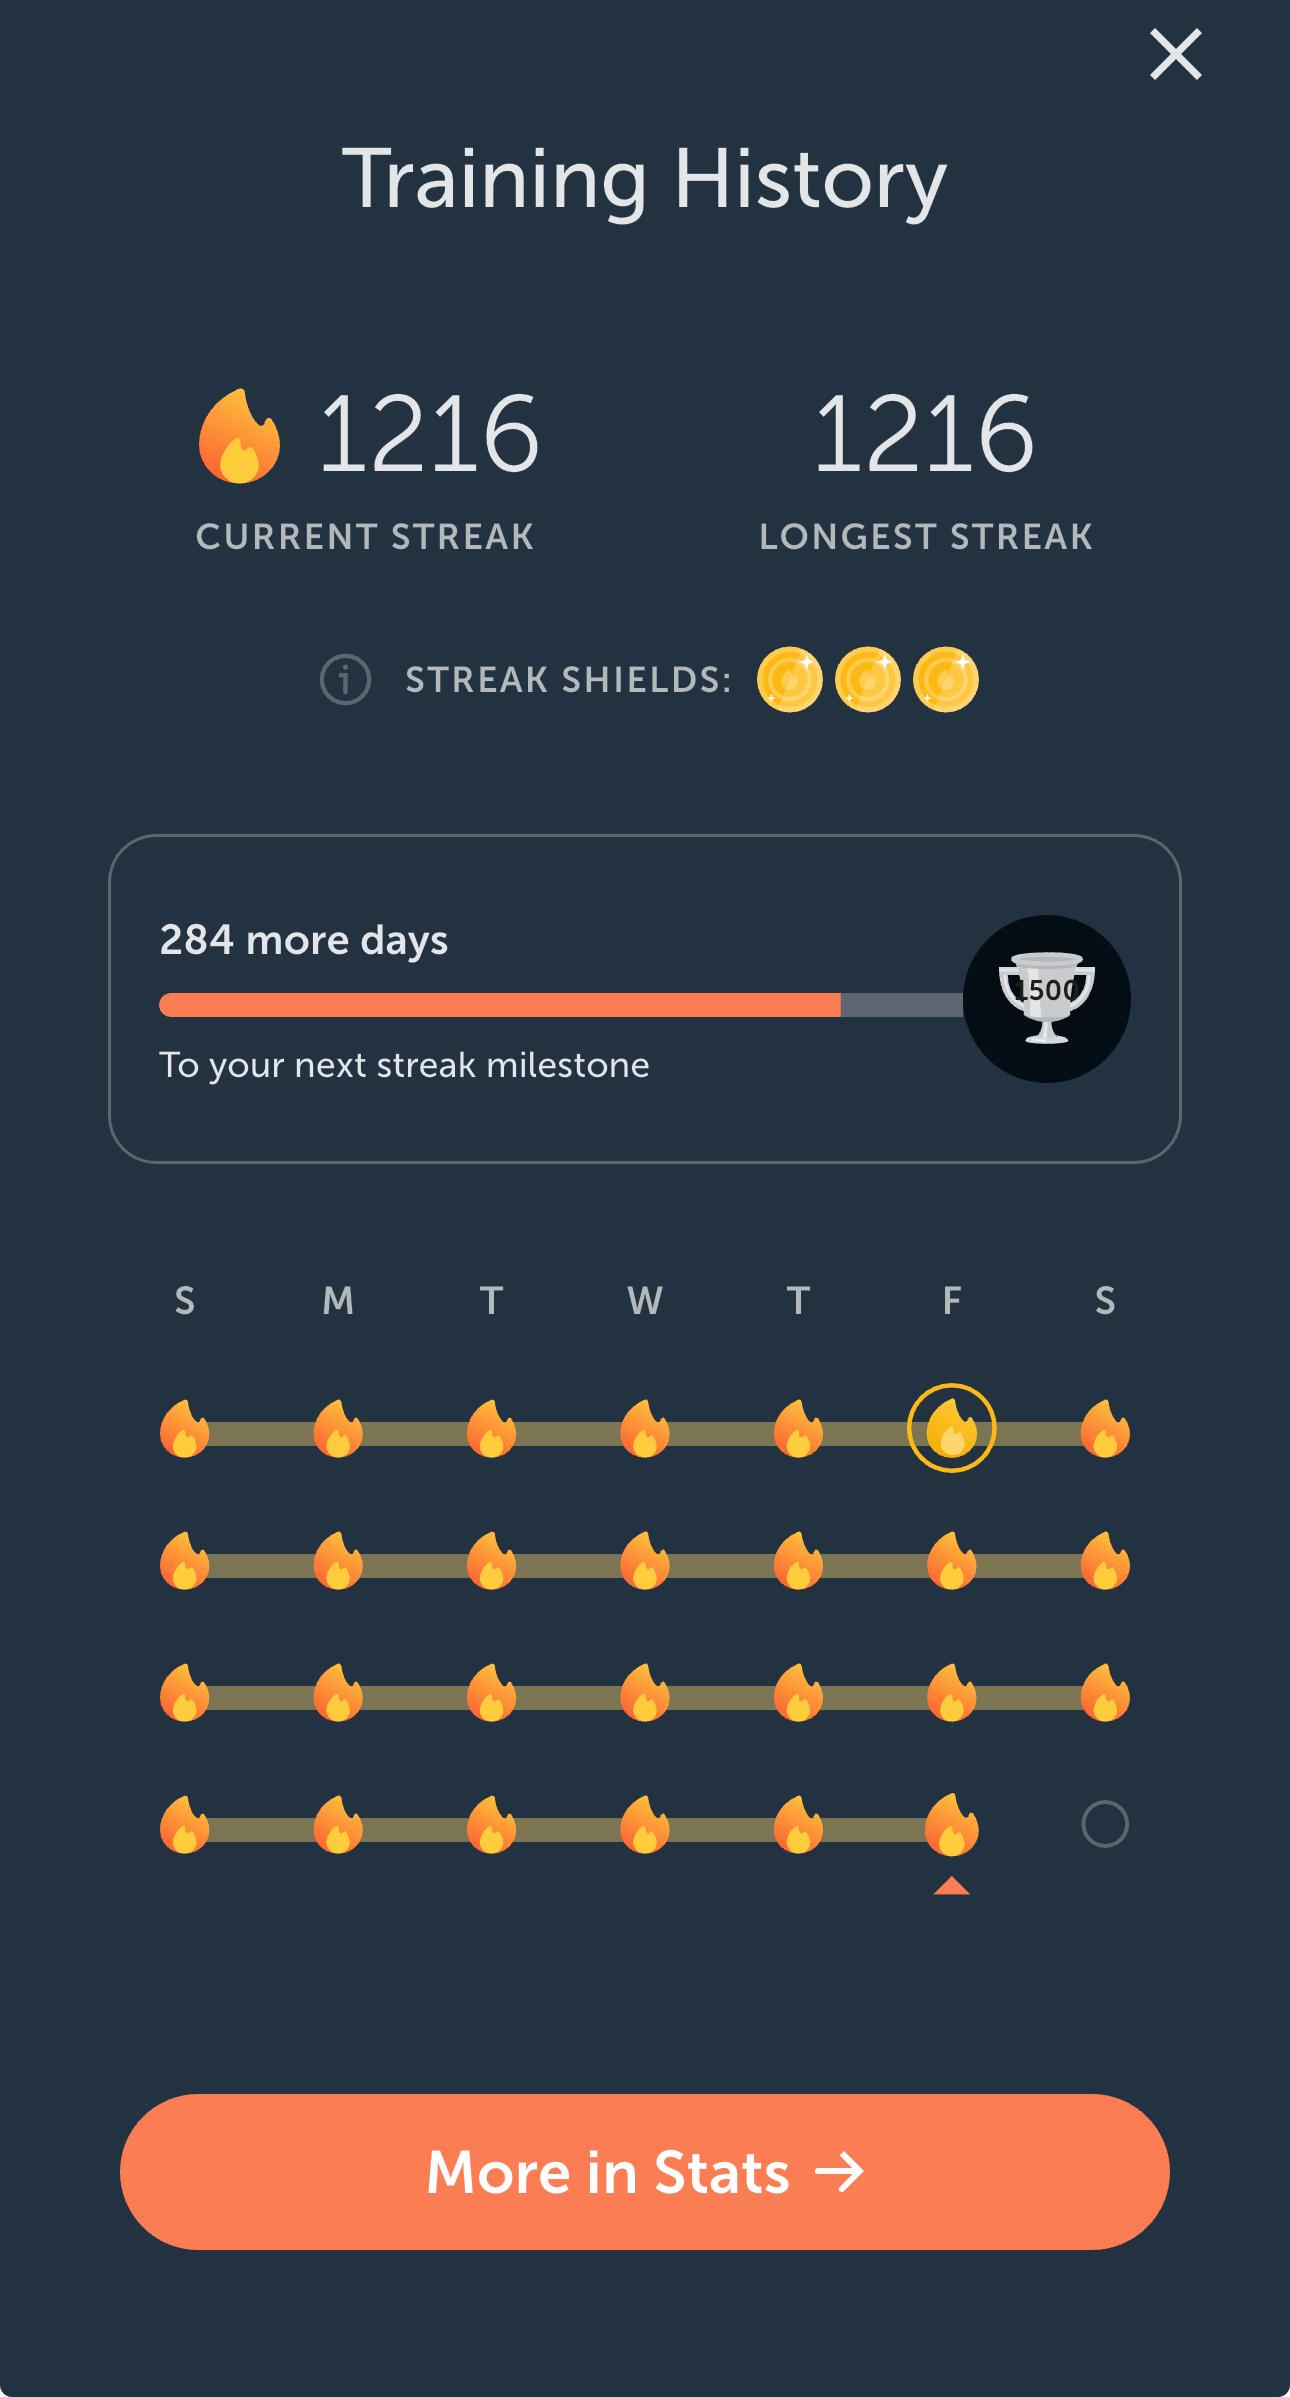 Training History
1216 1216
CURRENT STREAK LONGEST STREAK
STREAK SHIELDS:
284 more days
1500
To your next streak milestone
S M T W T F S
More in Stats →